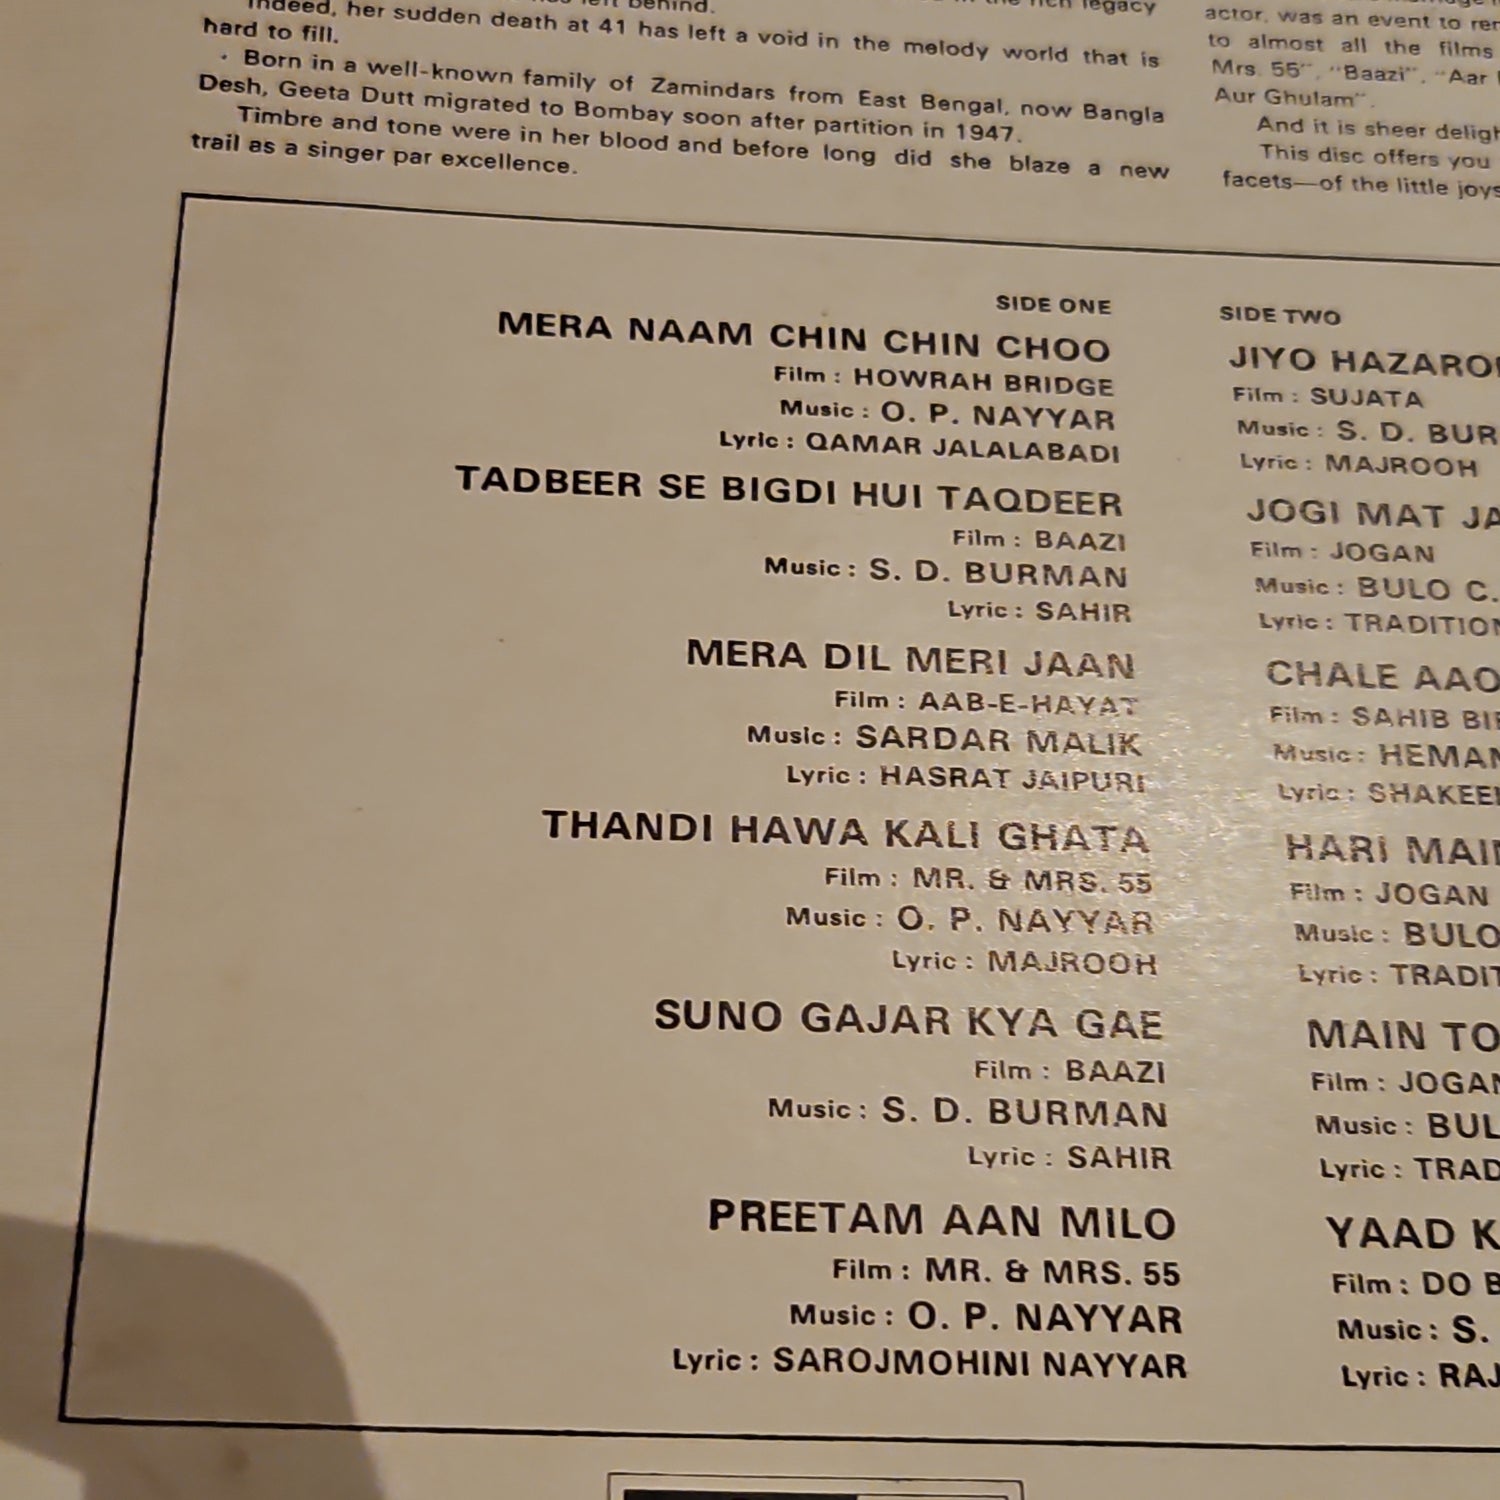 left behind.
Indeed, her sudden death at 41 has left a void in the melody world that is
hard to fill.
Born in a well-known family of Zamindars from East Bengal, now Bangla
Desh, Geeta Dutt migrated to Bombay soon after partition in 1947.
Timbre and tone were in her blood and before long did she blaze a new
trail as a singer par excellence.
in the rich legacy
actor, was an event to
to almost all the films
Mrs. 55", "Baazi", "Aar
Aur Ghulam".
And it is sheer
This disc offers you
facets—of the little joys
SIDE ONE
MERA NAAM CHIN CHIN CHOO
Film : HOWRAH BRIDGE
Music : O. P. NAYYAR
Lyric : QAMAR JALALABADI
TADBEER SE BIGDI HUI TAQDEER
Film : BAAZI
Music : S. D. BURMAN
Lyric : SAHIR
MERA DIL MERI JAAN
Film : AAB-E-HAYAT
Music : SARDAR MALIK
Lyric : HASRAT JAIPURI
THANDI HAWA KALI GHATA
Film : MR. & MRS. 55
Music : O. P. NAYYAR
Lyric : MAJROOH
SUNO GAJAR KYA GAE
Film : BAAZI
Music : S. D. BURMAN
Lyric : SAHIR
PREETAM AAN MILO
Film : MR. & MRS. 55
Music : O. P. NAYYAR
Lyric : SAROJMOHINI NAYYAR
SIDE TWO
JIYO
Film : SUJATA
Music : S. D.
Lyric : MAJROOH
JOGI MAT
Film : JOGAN
Music : BULO C.
Lyric :
CHALE
Film : SAHIB
Music :
Lyric :
HARI
Film : JOGAN
Music : BULO
Lyric :
MAIN TO
Film :
Music :
Lyric :
YAAD
Film : DO
Music : S.
Lyric :